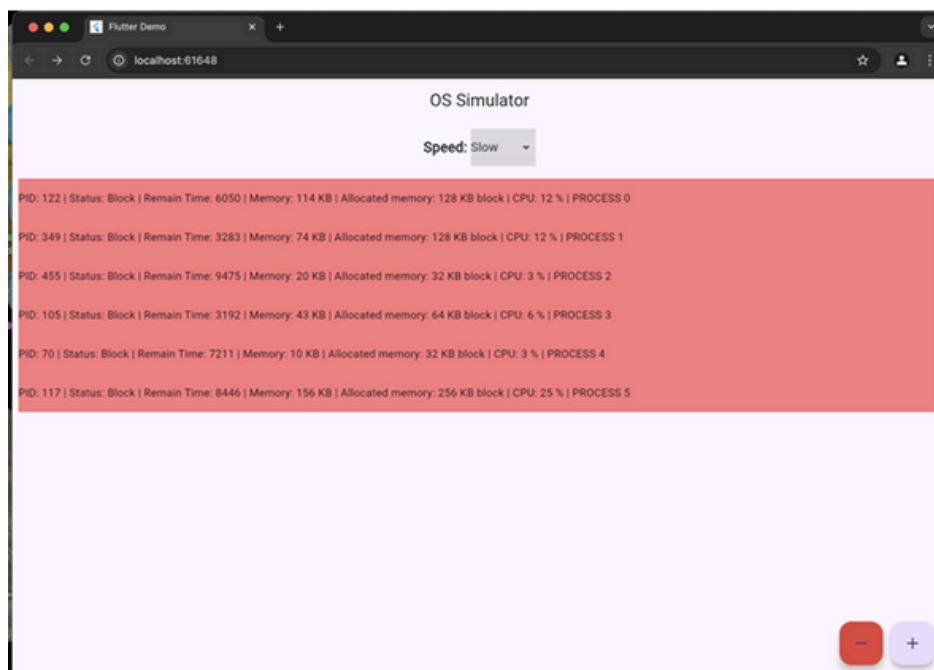 Flutter Demo
localhost:61648
OS Simulator
Speed: Slow
PID: 122 | Status: Block | Remain Time: 6050 | Memory: 114 KB | Allocated memory: 128 KB block | CPU: 12 % | PROCESS 0
PID: 349 | Status: Block | Remain Time: 3283 | Memory: 74 KB | Allocated memory: 128 KB block | CPU: 12 % | PROCESS 1
PID: 455 | Status: Block | Remain Time: 9475 | Memory: 20 KB | Allocated memory: 32 KB block | CPU: 3 % | PROCESS 2
PID: 105 | Status: Block | Remain Time: 3192 | Memory: 43 KB | Allocated memory: 64 KB block | CPU: 6 % | PROCESS 3
PID: 70 | Status: Block | Remain Time: 7211 | Memory: 10 KB | Allocated memory: 32 KB block | CPU: 3 % | PROCESS 4
PID: 117 | Status: Block | Remain Time: 8446 | Memory: 156 KB | Allocated memory: 256 KB block | CPU: 25 % | PROCESS 5